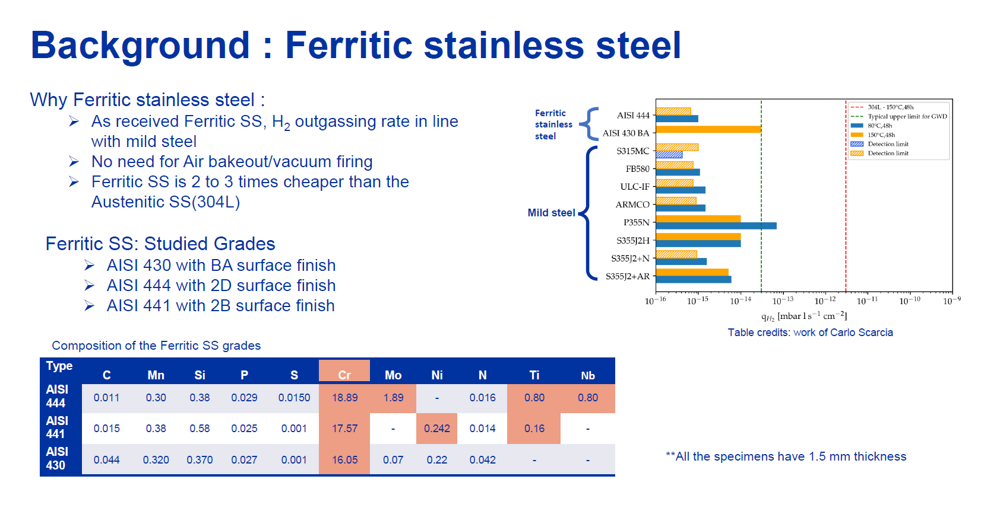 Background : Ferritic stainless steel
Why Ferritic stainless steel :
➢ As received Ferritic SS, H₂ outgassing rate in line
with mild steel
➢ No need for Air bakeout/vacuum firing
➢ Ferritic SS is 2 to 3 times cheaper than the
Austenitic SS(304L)
Ferritic SS: Studied Grades
➢ AISI 430 with BA surface finish
➢ AISI 444 with 2D surface finish
➢ AISI 441 with 2B surface finish
Ferritic
stainless
steel
Mild steel
AISI 444
AISI 430 BA
S315MC
FB580
ULC-IF
ARMCO
P355N
S355J2H
S355J2+N
S355J2+AR
304L - 150°C,48h
Typical upper limit for GWD
80°C,48h
150°C,48h
Detection limit
Detection limit
10⁻¹⁶ 10⁻¹⁵ 10⁻¹⁴ 10⁻¹³ 10⁻¹² 10⁻¹¹ 10⁻¹⁰ 10⁻⁹
q_H₂ [mbar l s⁻¹ cm⁻²]
Table credits: work of Carlo Scarcia
Composition of the Ferritic SS grades
Type C Mn Si P S Cr Mo Ni N Ti Nb
AISI 444 0.011 0.30 0.38 0.029 0.0150 18.89 1.89 - 0.016 0.80 0.80
AISI 441 0.015 0.38 0.58 0.025 0.001 17.57 - 0.242 0.014 0.16 -
AISI 430 0.044 0.320 0.370 0.027 0.001 16.05 0.07 0.22 0.042 - -
**All the specimens have 1.5 mm thickness